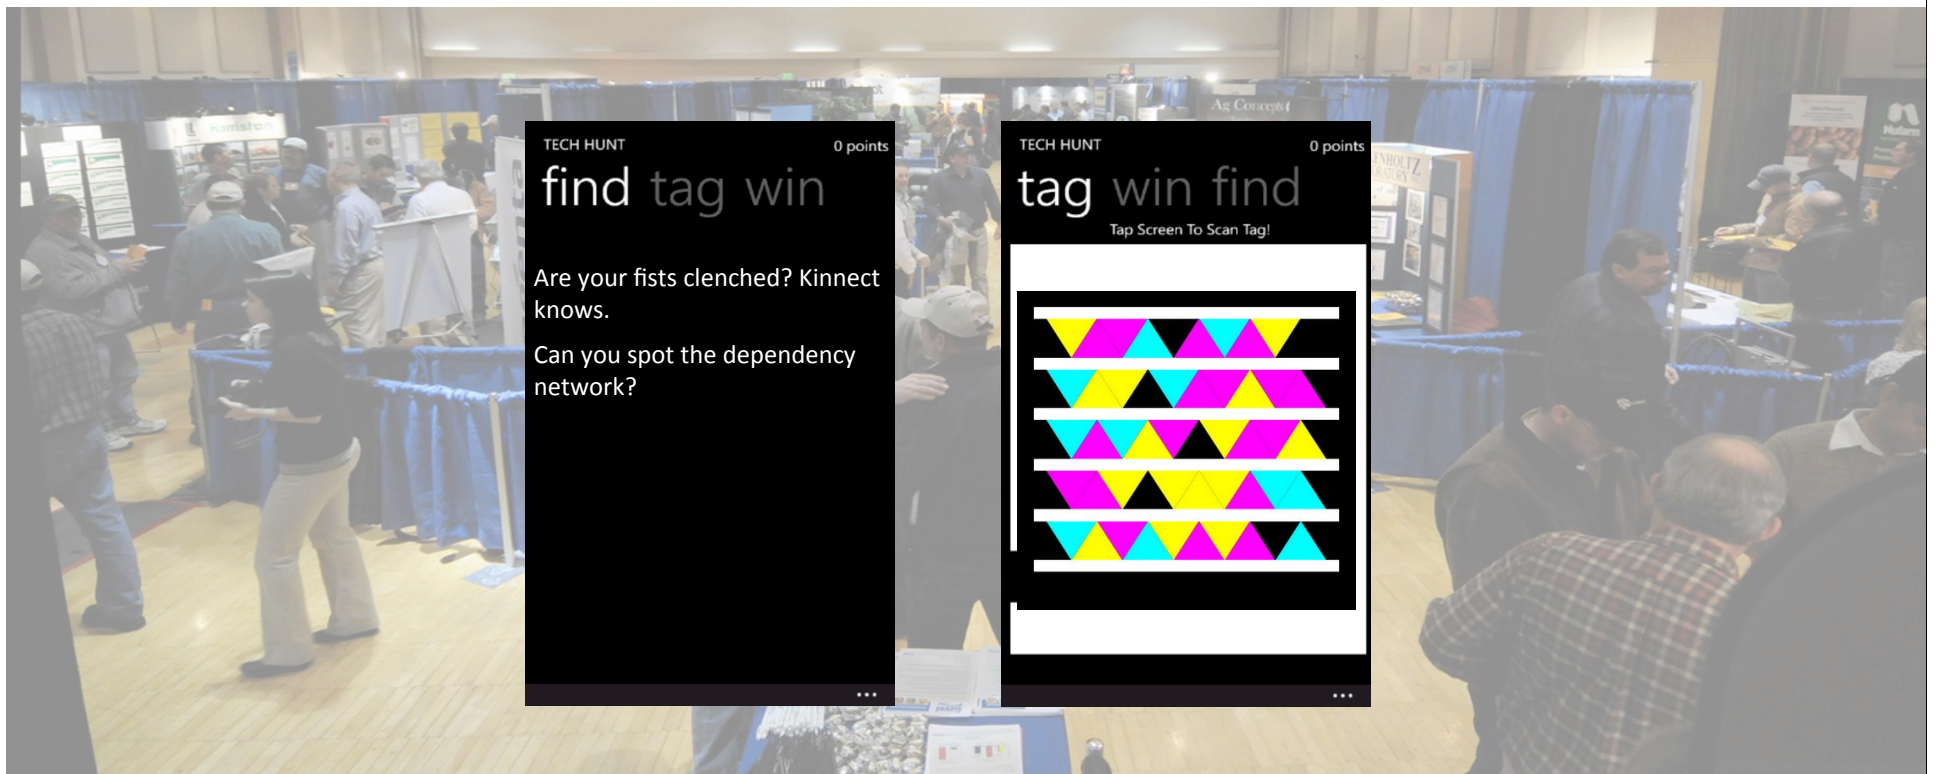 Ag Concepts
Nufarm
TECH HUNT 0 points
find tag win
Are your fists clenched? Kinnect
knows.
Can you spot the dependency
network?
TECH HUNT 0 points
tag win find
Tap Screen To Scan Tag!